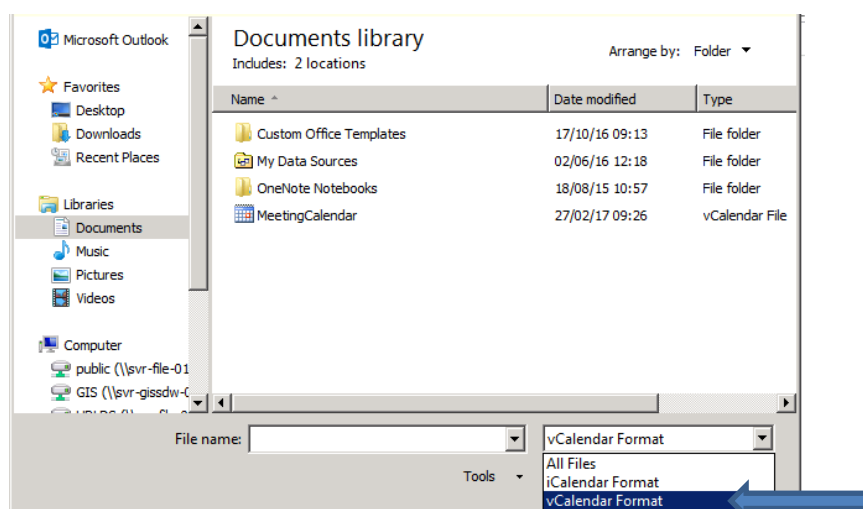 Microsoft Outlook
Favorites
Desktop
Downloads
Recent Places
Libraries
Documents
Music
Pictures
Videos
Computer
public (\\svr-file-01
GIS (\\svr-gissdw-
Documents library
Includes: 2 locations
Arrange by: Folder
Name Date modified Type
Custom Office Templates 17/10/16 09:13 File folder
My Data Sources 02/06/16 12:18 File folder
OneNote Notebooks 18/08/15 10:57 File folder
MeetingCalendar 27/02/17 09:26 vCalendar File
File name: vCalendar Format
Tools
All Files
iCalendar Format
vCalendar Format